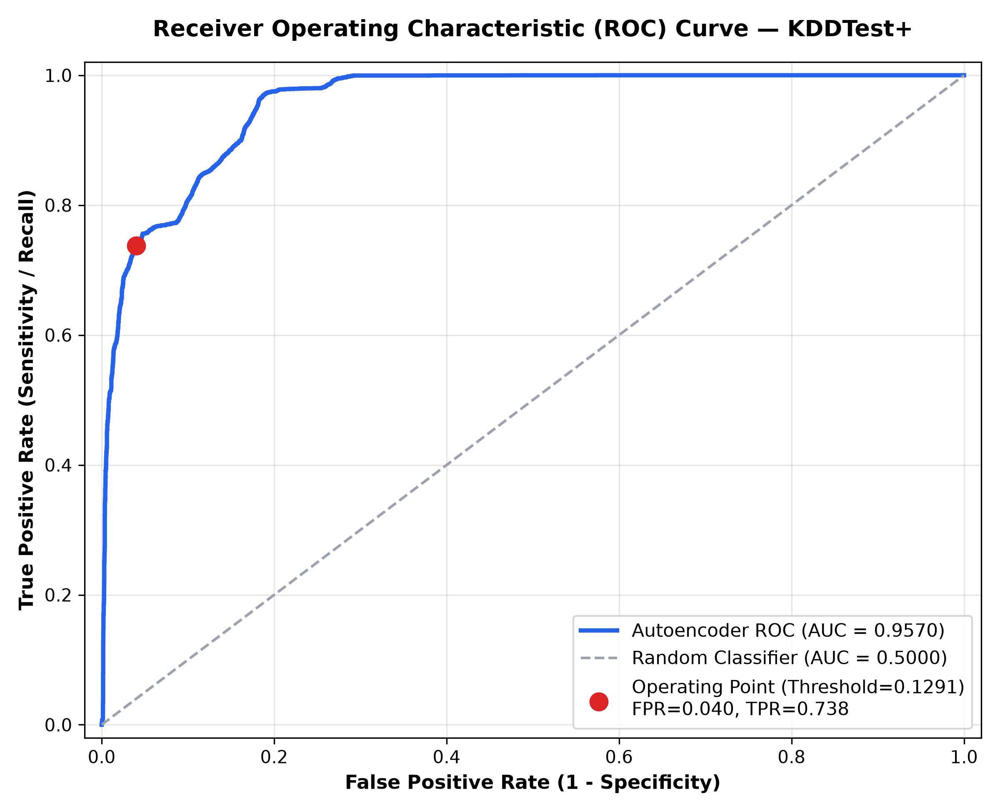 Receiver Operating Characteristic (ROC) Curve — KDDTest+
True Positive Rate (Sensitivity / Recall)
1.0
0.8
0.6
0.4
0.2
0.0
0.0
0.2
0.4
0.6
0.8
1.0
False Positive Rate (1 - Specificity)
Autoencoder ROC (AUC = 0.9570)
Random Classifier (AUC = 0.5000)
Operating Point (Threshold=0.1291)
FPR=0.040, TPR=0.738